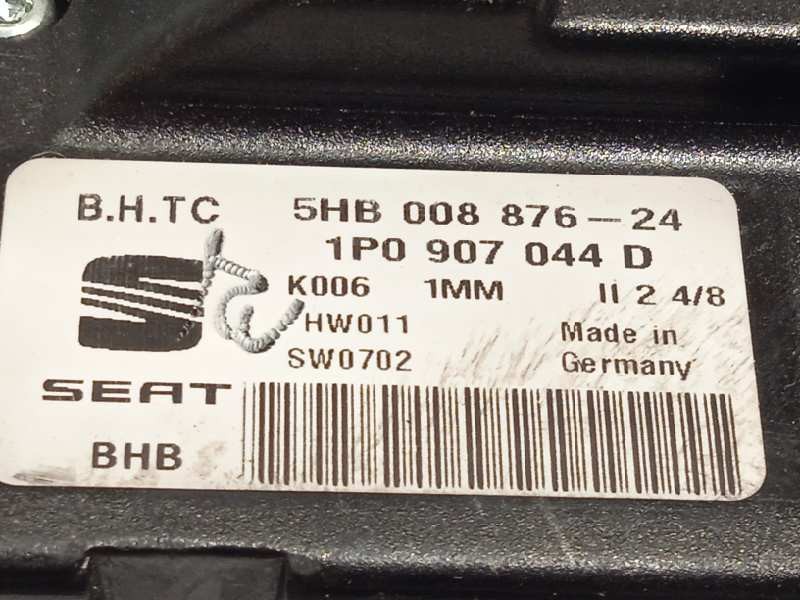 B.H.TC 5HB 008 876-24
1P0 907 044 D
K006 1MM II 2 4/8
HW011 Made in
SW0702 Germany
SEAT
BHB